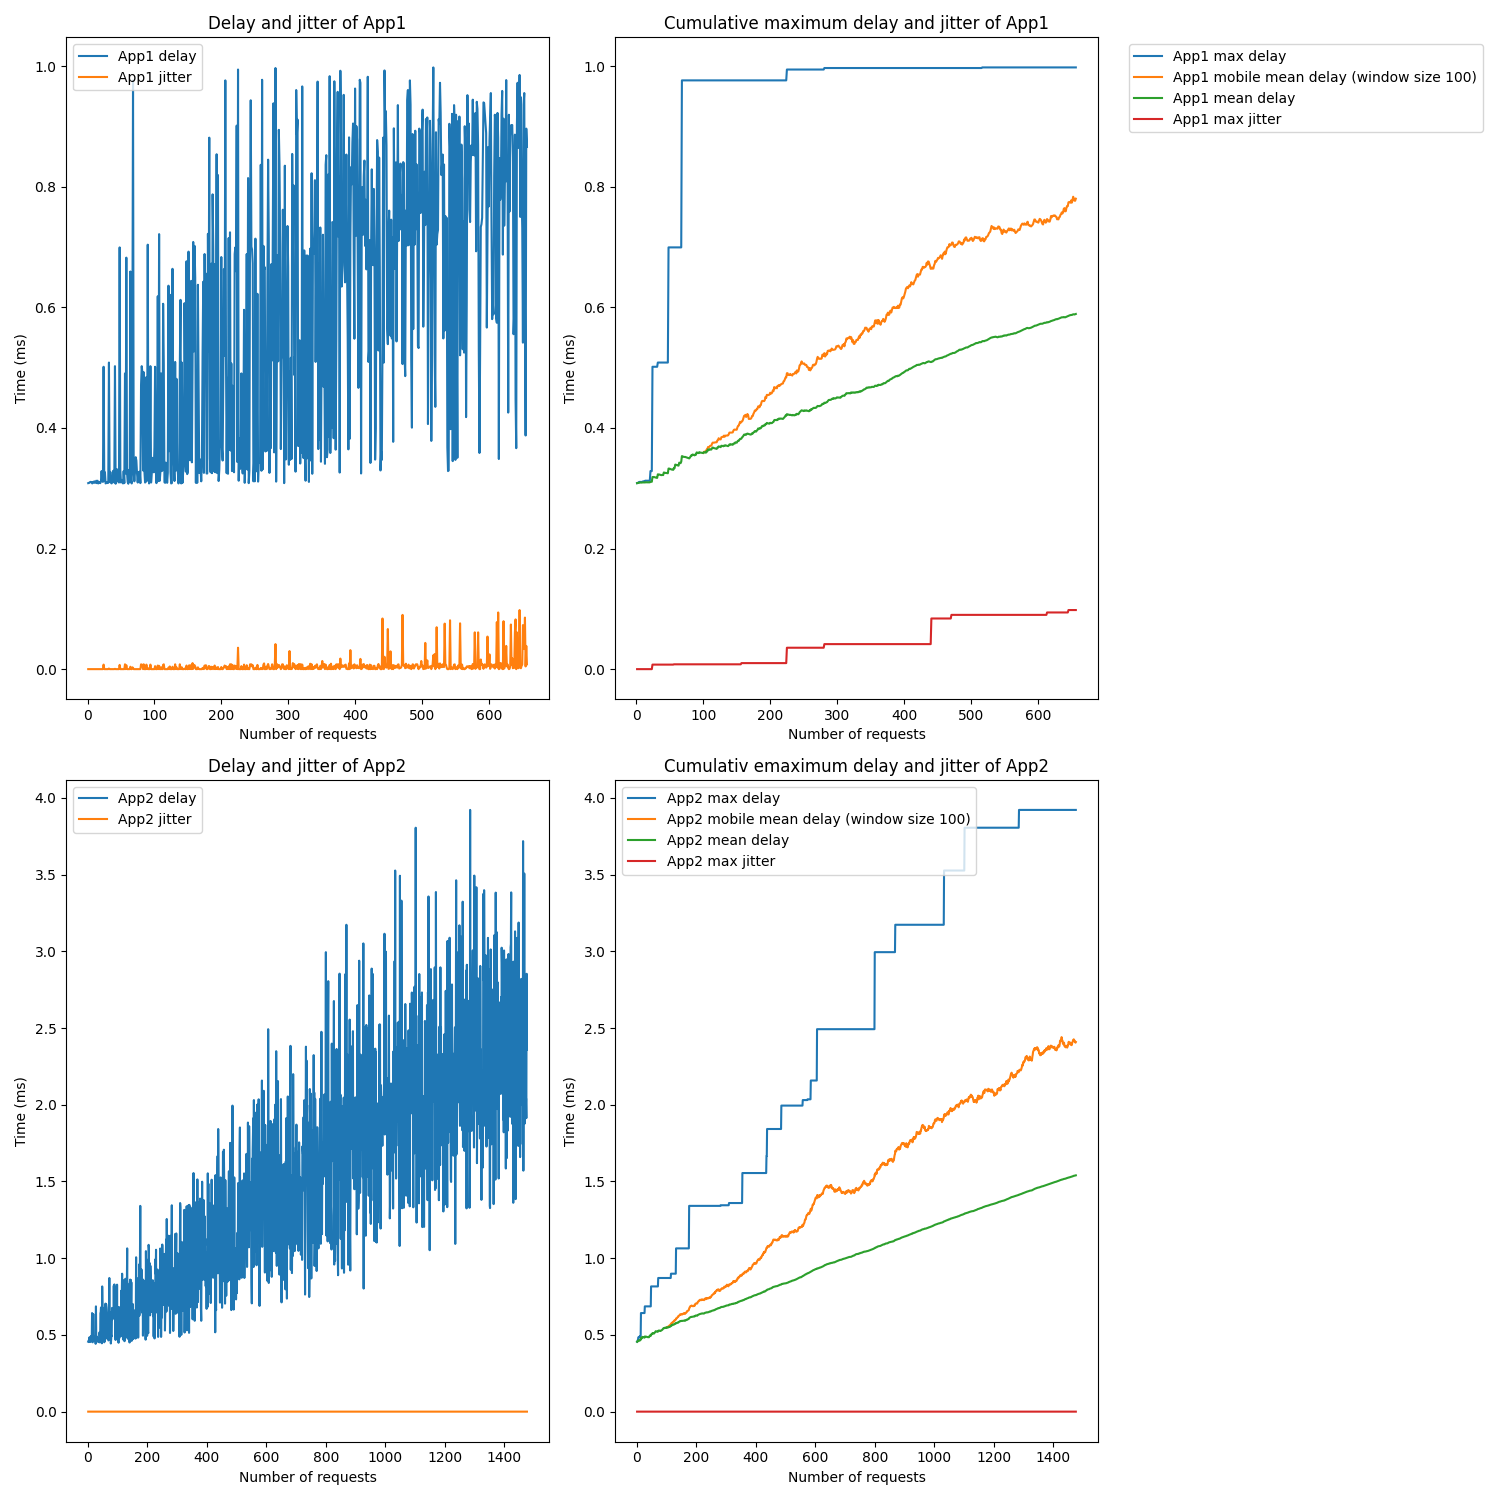 Delay and jitter of App1
App1 delay
App1 jitter
1.0
0.8
0.6
0.4
0.2
0.0
Time (ms)
0 100 200 300 400 500 600
Number of requests
Cumulative maximum delay and jitter of App1
1.0
0.8
0.6
0.4
0.2
0.0
Time (ms)
0 100 200 300 400 500 600
Number of requests
App1 max delay
App1 mobile mean delay (window size 100)
App1 mean delay
App1 max jitter
Delay and jitter of App2
App2 delay
App2 jitter
4.0
3.5
3.0
2.5
2.0
1.5
1.0
0.5
0.0
Time (ms)
0 200 400 600 800 1000 1200 1400
Number of requests
Cumulativ emaximum delay and jitter of App2
App2 max delay
App2 mobile mean delay (window size 100)
App2 mean delay
App2 max jitter
4.0
3.5
3.0
2.5
2.0
1.5
1.0
0.5
0.0
Time (ms)
0 200 400 600 800 1000 1200 1400
Number of requests